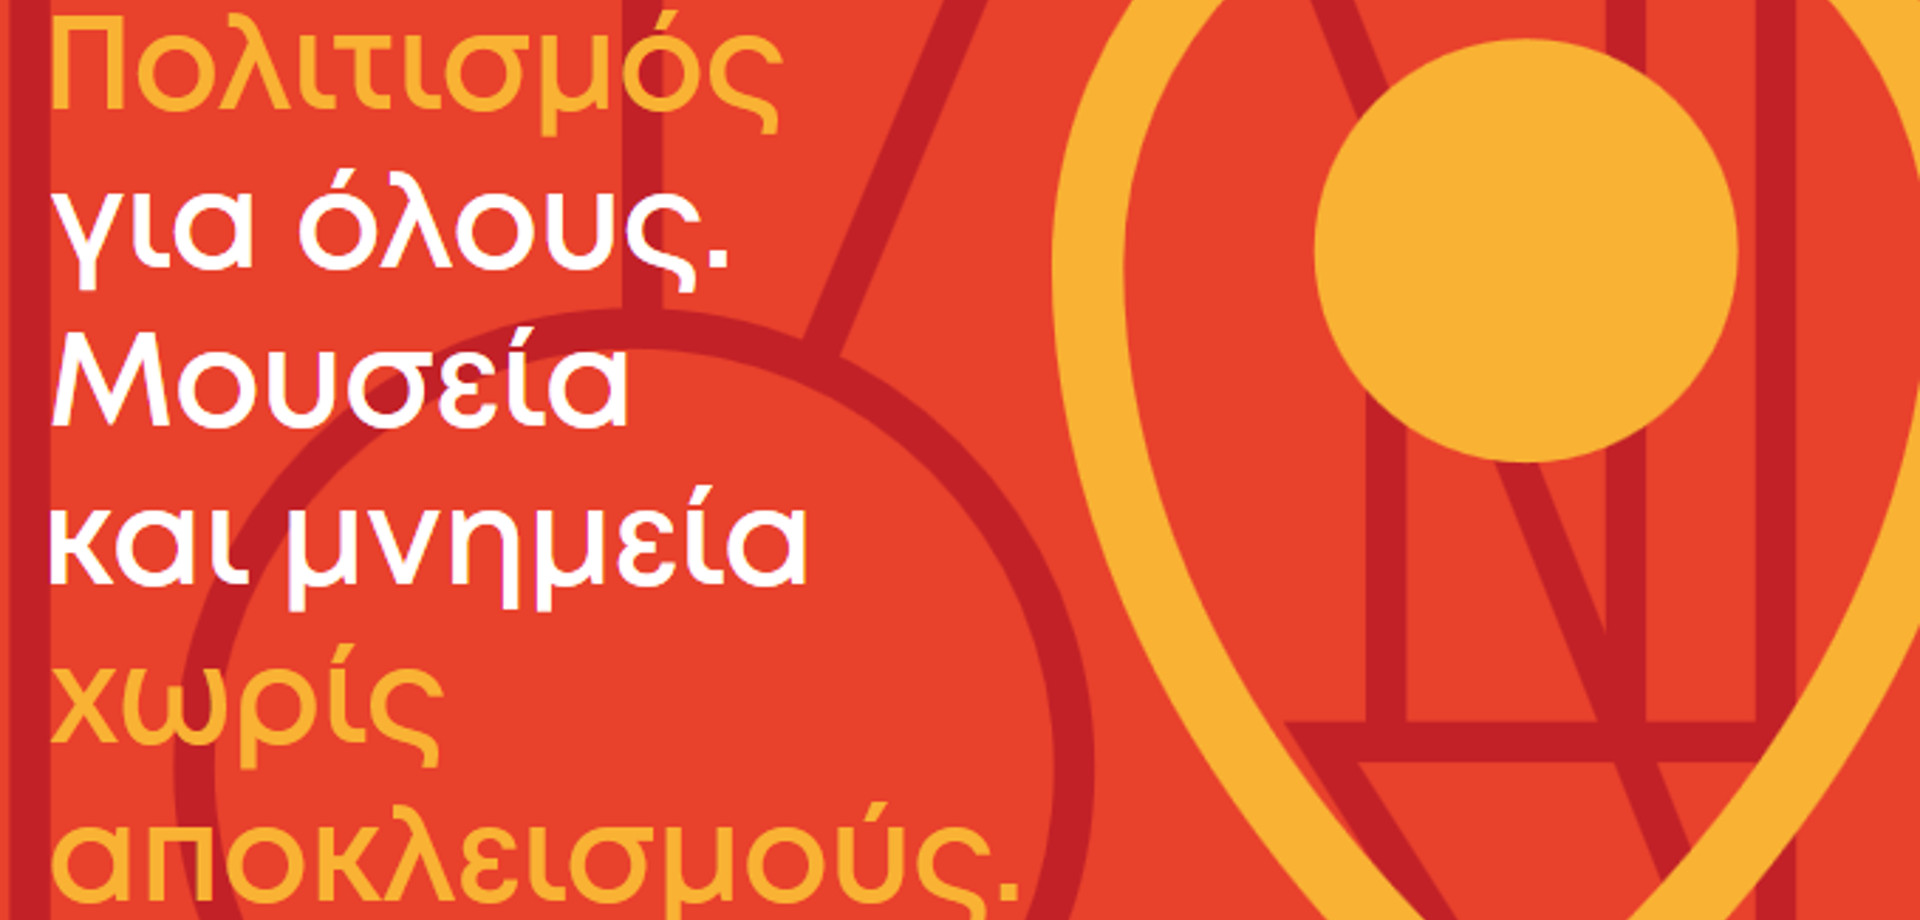 Πολιτισμός
για όλους.
Μουσεία
και μνημεία
χωρίς
αποκλεισμούς.